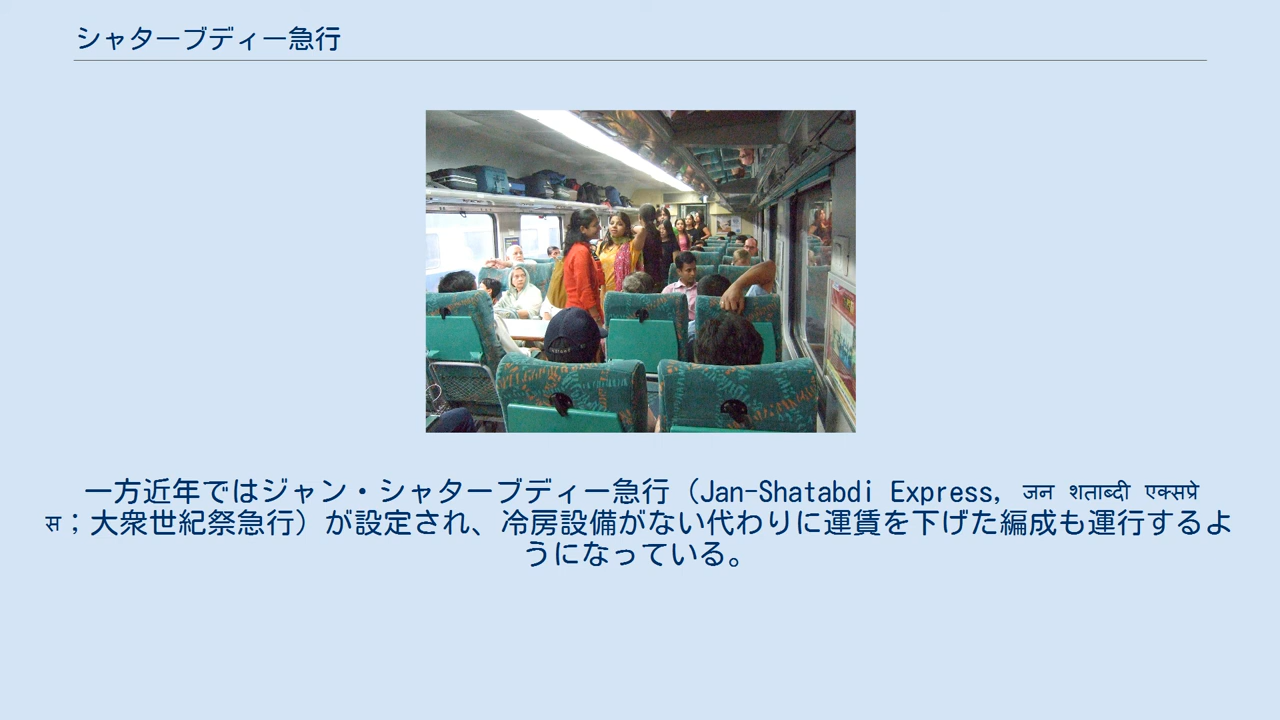 シャターブディー急行
一方近年ではジャン・シャターブディー急行（Jan-Shatabdi Express, जन शताब्दी एक्सप्रे
स；大衆世紀祭急行）が設定され、冷房設備がない代わりに運賃を下げた編成も運行するよ
うになっている。